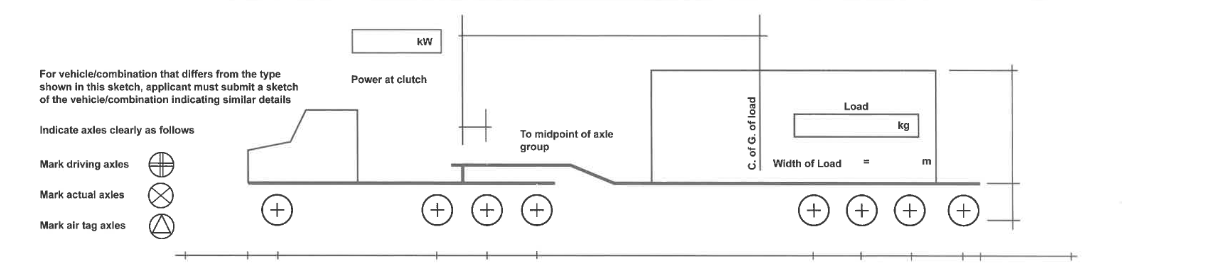 kW
Power at clutch
For vehicle/combination that differs from the type
shown in this sketch, applicant must submit a sketch
of the vehicle/combination indicating similar details
Indicate axles clearly as follows
Mark driving axles
Mark actual axles
Mark air tag axles
To midpoint of axle
group
C. of G. of load
Load
kg
Width of Load = m